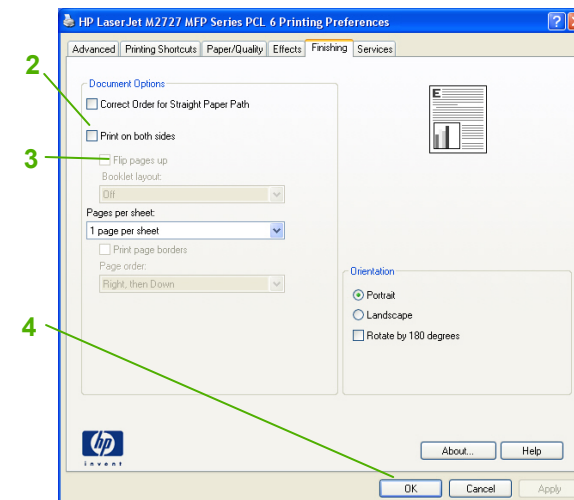 HP LaserJet M2727 MFP Series PCL 6 Printing Preferences
?
Advanced Printing Shortcuts Paper/Quality Effects Finishing Services
2
Document Options
Correct Order for Straight Paper Path
E
Print on both sides
3
Flip pages up
Booklet layout:
Off
Pages per sheet:
1 page per sheet
Print page borders
Page order:
Right, then Down
Orientation
Portrait
Landscape
Rotate by 180 degrees
4
hp
invent
About... Help
OK Cancel Apply